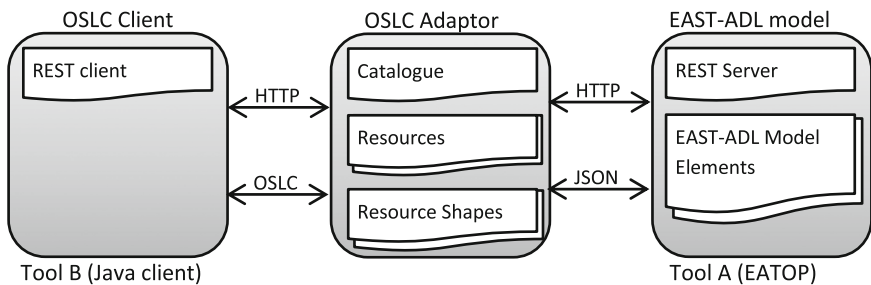 OSLC Client
OSLC Adaptor
EAST-ADL model
REST client
HTTP
OSLC
Catalogue
Resources
Resource Shapes
HTTP
JSON
REST Server
EAST-ADL Model
Elements
Tool B (Java client)
Tool A (EATOP)